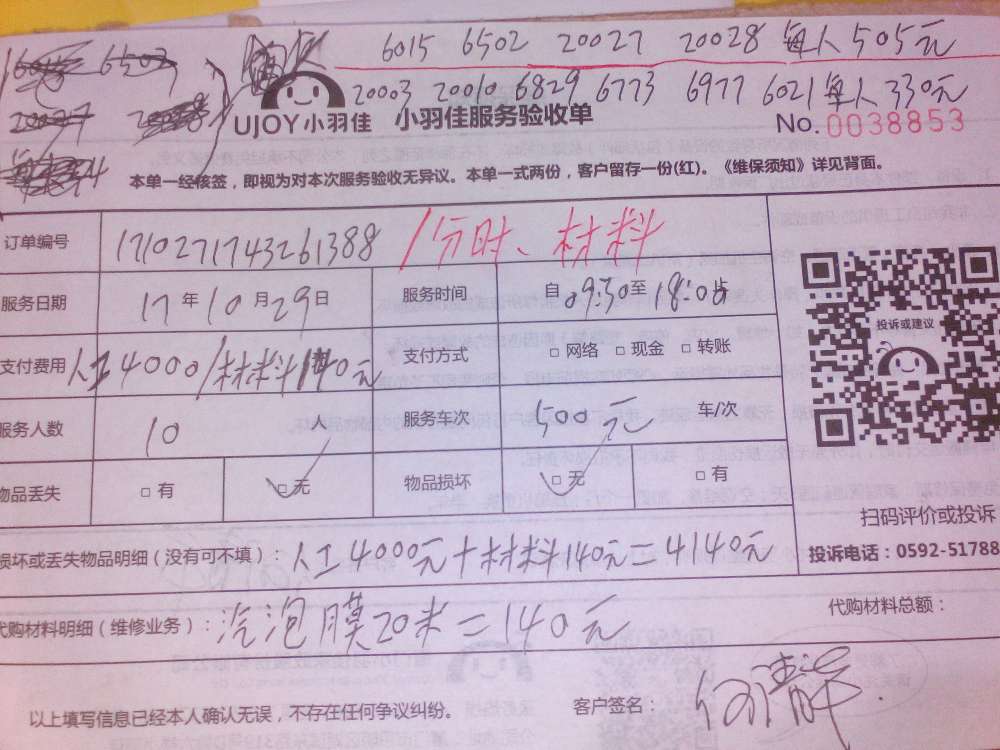 6015 6502 20027 20028 每人505元
20003 20010 6829 6773 6977 6021 每人330元
UJOY小羽佳 小羽佳服务验收单
No. 0038853
本单一经核签，即视为对本次服务验收无异议。本单一式两份，客户留存一份(红)。《维保须知》详见背面。
订单编号 1710271743261388 1分时、材料
服务日期 17年10月29日 服务时间 自09:30至18:00点
支付费用 人工4000/材料140元 支付方式 □网络 □现金 □转账
投诉或建议
服务人数 10 服务车次 500元 车/次
物品丢失 □有 □无 物品损坏 □无 □有
扫码评价或投诉
损坏或丢失物品明细（没有可不填）： 人工4000元+材料140元=4140元
投诉电话：0592-51788
代购材料明细（维修业务）： 汽泡膜20米=140元
代购材料总额：
以上填写信息已经本人确认无误，不存在任何争议纠纷。 客户签名：